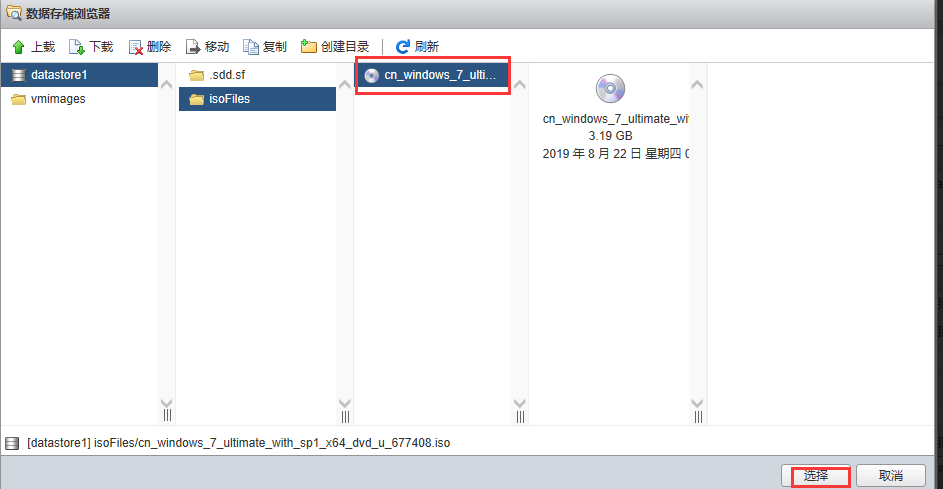 数据存储浏览器
上载 下载 删除 移动 复制 创建目录 刷新
datastore1 .sdd.sf cn_windows_7_ulti...
vmimages isoFiles
cn_windows_7_ultimate_wit
3.19 GB
2019 年 8 月 22 日 星期四 0
[datastore1] isoFiles/cn_windows_7_ultimate_with_sp1_x64_dvd_u_677408.iso
选择 取消